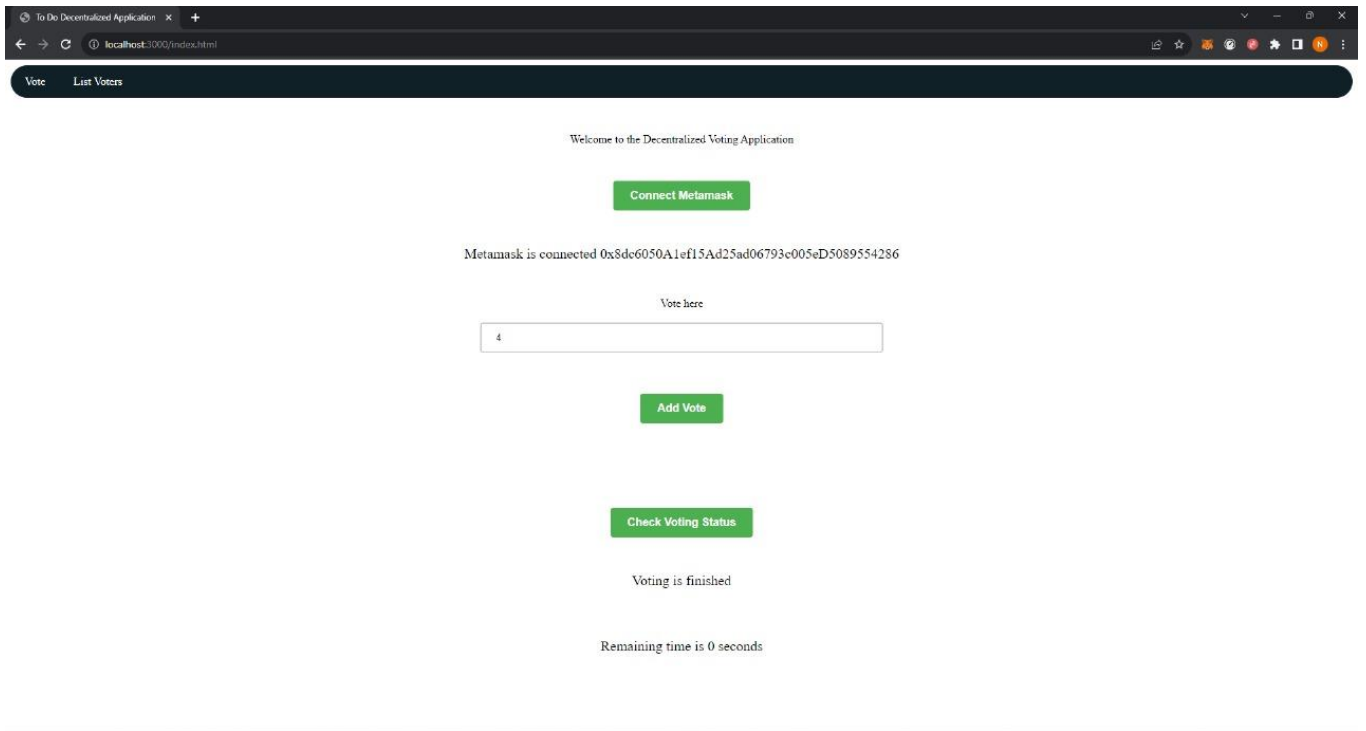 To Do Decentralized Application
localhost:3000/index.html
N
Vote List Voters
Welcome to the Decentralized Voting Application
Connect Metamask
Metamask is connected 0x8dc6050A1ef15Ad25ad06793c005eD5089554286
Vote here
4
Add Vote
Check Voting Status
Voting is finished
Remaining time is 0 seconds